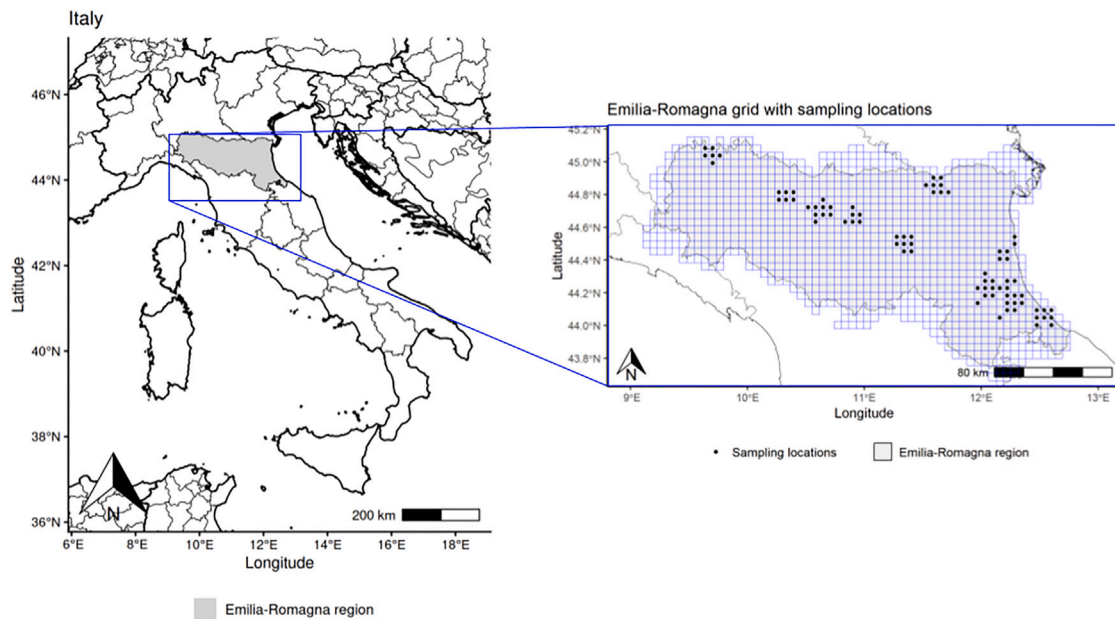 Italy
46°N
44°N
42°N
40°N
38°N
36°N
Latitude
N
200 km
6°E 8°E 10°E 12°E 14°E 16°E 18°E
Longitude
Emilia-Romagna region
Emilia-Romagna grid with sampling locations
45.2°N
45.0°N
44.8°N
44.6°N
44.4°N
44.2°N
44.0°N
43.8°N
Latitude
N
80 km
9°E 10°E 11°E 12°E 13°E
Longitude
Sampling locations Emilia-Romagna region